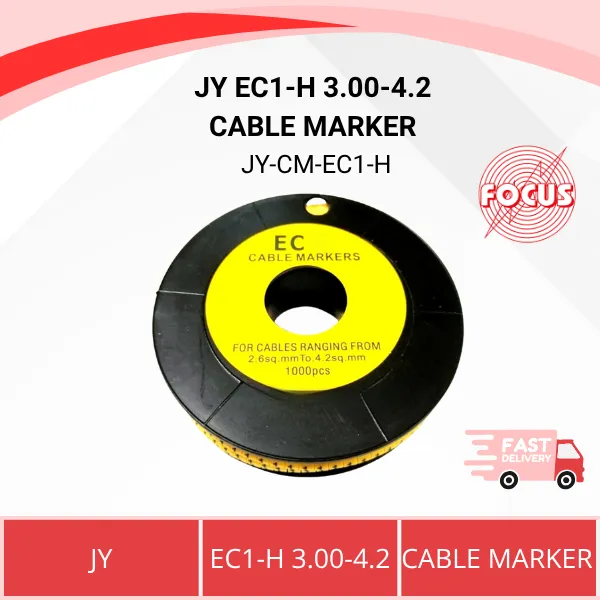 JY EC1-H 3.00-4.2
CABLE MARKER
JY-CM-EC1-H
FOCUS
EC
CABLE MARKERS
FOR CABLES RANGING FROM
2.6sq.mmTo.4.2sq.mm
1000pcs
FAST
DELIVERY
JY
EC1-H 3.00-4.2
CABLE MARKER